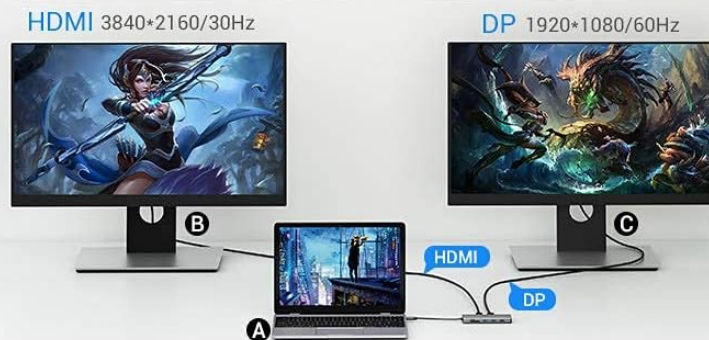 HDMI 3840*2160/30Hz
DP 1920*1080/60Hz
B
C
HDMI
DP
A